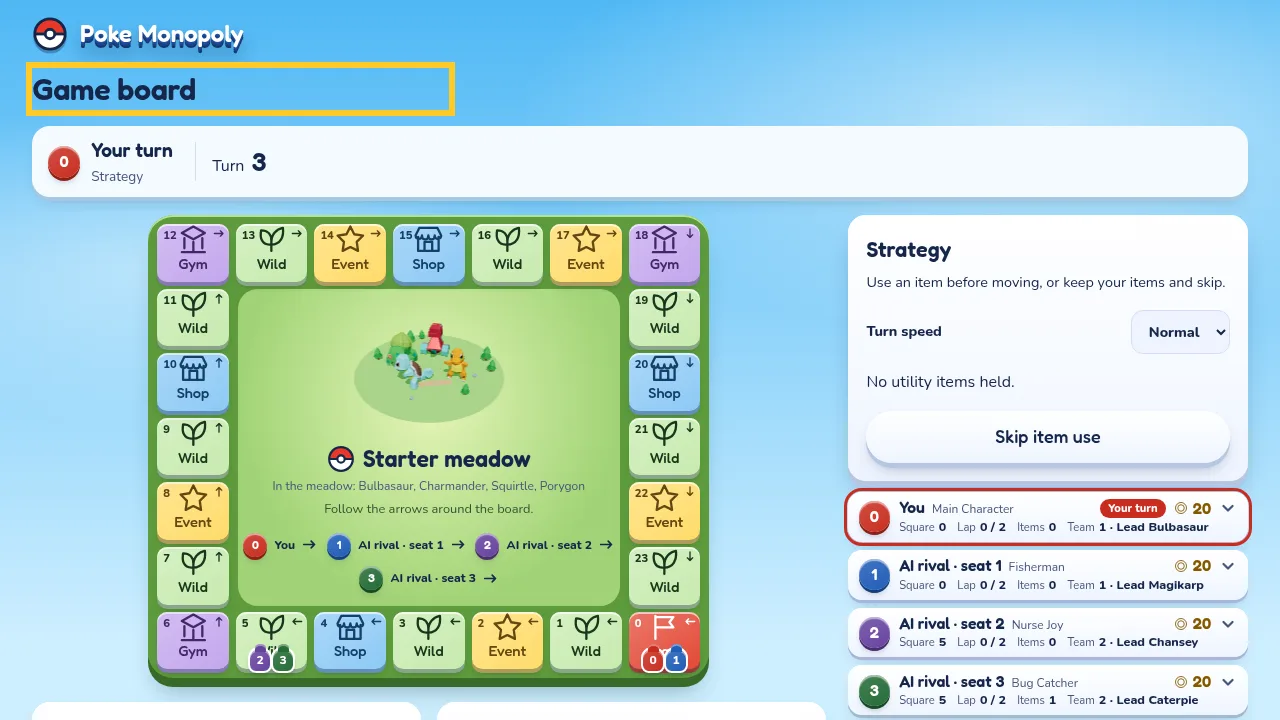 Poke Monopoly
Game board
0 Your turn
Strategy
Turn 3
12 → Gym
13 → Wild
14 → Event
15 → Shop
16 → Wild
17 → Event
18 ↓ Gym
11 ↑ Wild
19 ↓ Wild
10 ↑ Shop
20 ↓ Shop
9 ↑ Wild
21 ↓ Wild
8 ↑ Event
22 ↓ Event
7 ↑ Wild
23 ↓ Wild
6 ↑ Gym
5 ← 2 3
4 ← Shop
3 ← Wild
2 ← Event
1 ← Wild
0 ← 0 1
Starter meadow
In the meadow: Bulbasaur, Charmander, Squirtle, Porygon
Follow the arrows around the board.
0 You → 1 AI rival · seat 1 → 2 AI rival · seat 2 →
3 AI rival · seat 3 →
Strategy
Use an item before moving, or keep your items and skip.
Turn speed Normal
No utility items held.
Skip item use
0 You Main Character Your turn 20
Square 0 Lap 0 / 2 Items 0 Team 1 · Lead Bulbasaur
1 AI rival · seat 1 Fisherman 20
Square 0 Lap 0 / 2 Items 0 Team 1 · Lead Magikarp
2 AI rival · seat 2 Nurse Joy 20
Square 5 Lap 0 / 2 Items 0 Team 2 · Lead Chansey
3 AI rival · seat 3 Bug Catcher 20
Square 5 Lap 0 / 2 Items 1 Team 2 · Lead Caterpie